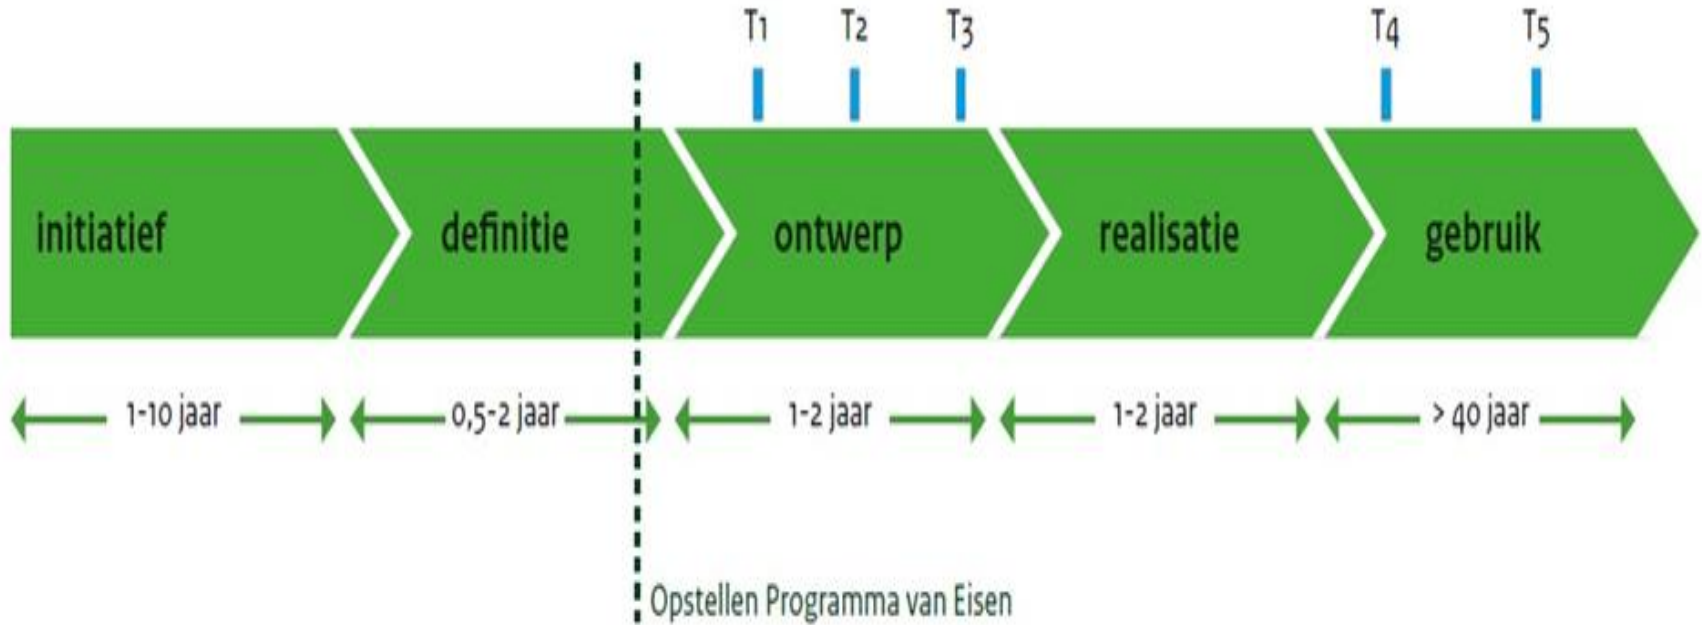 T1 T2 T3 T4 T5
initiatief definitie ontwerp realisatie gebruik
1-10 jaar 0,5-2 jaar 1-2 jaar 1-2 jaar > 40 jaar
Opstellen Programma van Eisen